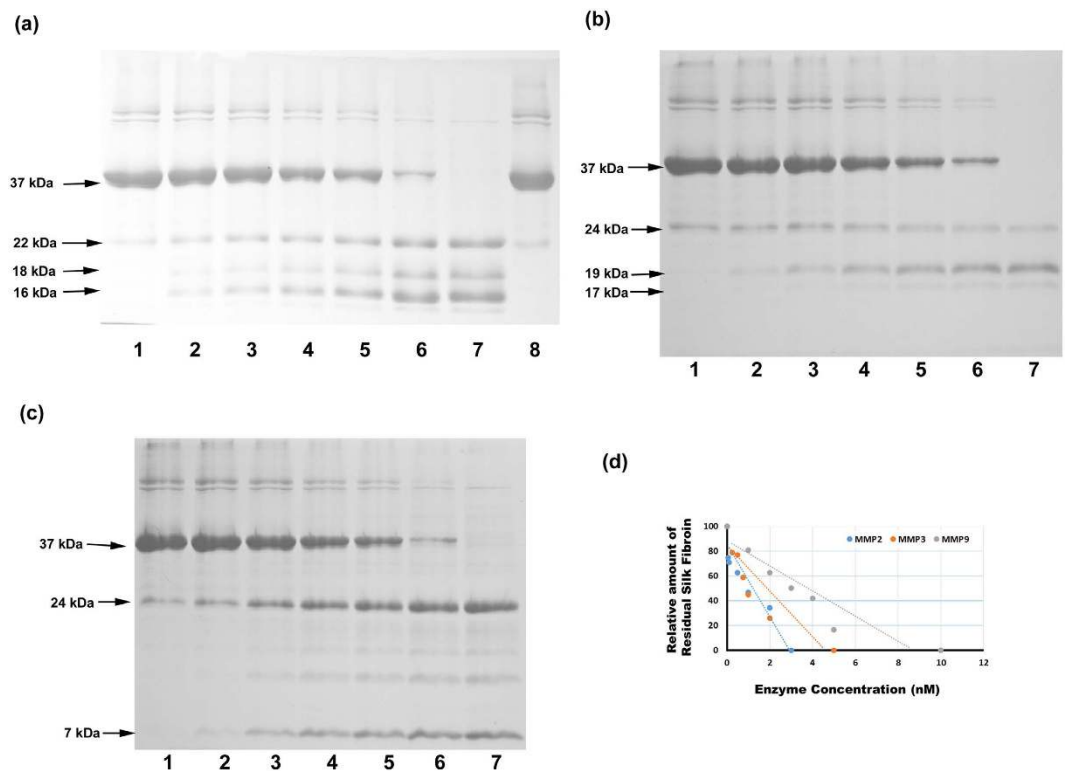 (a)
37 kDa
22 kDa
18 kDa
16 kDa
1 2 3 4 5 6 7 8
(b)
37 kDa
24 kDa
19 kDa
17 kDa
1 2 3 4 5 6 7
(c)
37 kDa
24 kDa
7 kDa
1 2 3 4 5 6 7
(d)
Relative amount of
Residual Silk Fibroin
100
80
60
40
20
0
MMP2 MMP3 MMP9
0 2 4 6 8 10 12
Enzyme Concentration (nM)